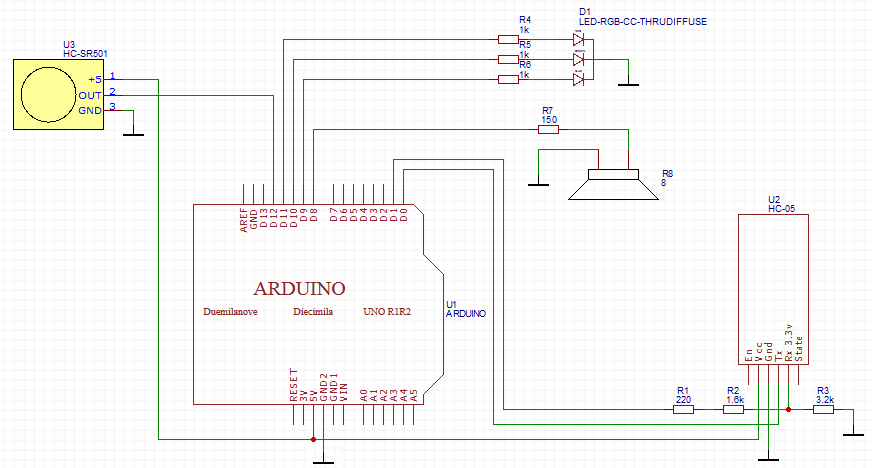 D1
LED-RGB-CC-THRUDIFFUSE
R4
1k
R5
1k
R6
1k
U3
HC-SR501
+5 1
OUT 2
GND 3
R7
150
R8
8
U2
HC-05
AREF
GND
D13
D12
D11
D10
D9
D8
D7
D6
D5
D4
D3
D2
D1
D0
ARDUINO
Duemilanove Diecimila UNO R1R2
U1
ARDUINO
En
Vcc
Gnd
Tx
Rx 3.3v
State
RESET
3V
5V
GND2
GND1
VIN
A0
A1
A2
A3
A4
A5
R1
220
R2
1.6k
R3
3.2k